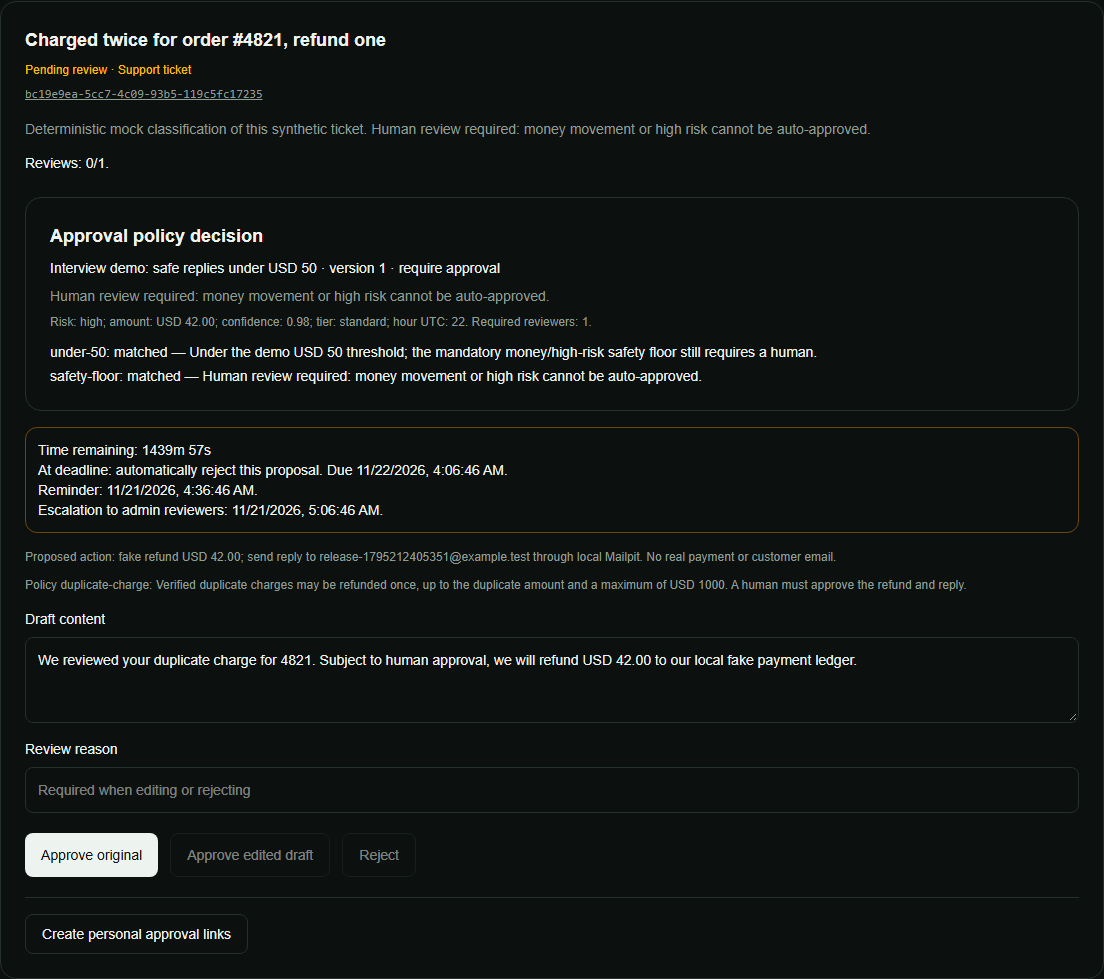 Charged twice for order #4821, refund one
Pending review · Support ticket
bc19e9ea-5cc7-4c09-93b5-119c5fc17235
Deterministic mock classification of this synthetic ticket. Human review required: money movement or high risk cannot be auto-approved.
Reviews: 0/1.
Approval policy decision
Interview demo: safe replies under USD 50 · version 1 · require approval
Human review required: money movement or high risk cannot be auto-approved.
Risk: high; amount: USD 42.00; confidence: 0.98; tier: standard; hour UTC: 22. Required reviewers: 1.
under-50: matched — Under the demo USD 50 threshold; the mandatory money/high-risk safety floor still requires a human.
safety-floor: matched — Human review required: money movement or high risk cannot be auto-approved.
Time remaining: 1439m 57s
At deadline: automatically reject this proposal. Due 11/22/2026, 4:06:46 AM.
Reminder: 11/21/2026, 4:36:46 AM.
Escalation to admin reviewers: 11/21/2026, 5:06:46 AM.
Proposed action: fake refund USD 42.00; send reply to release-1795212405351@example.test through local Mailpit. No real payment or customer email.
Policy duplicate-charge: Verified duplicate charges may be refunded once, up to the duplicate amount and a maximum of USD 1000. A human must approve the refund and reply.
Draft content
We reviewed your duplicate charge for 4821. Subject to human approval, we will refund USD 42.00 to our local fake payment ledger.
Review reason
Required when editing or rejecting
Approve original
Approve edited draft
Reject
Create personal approval links